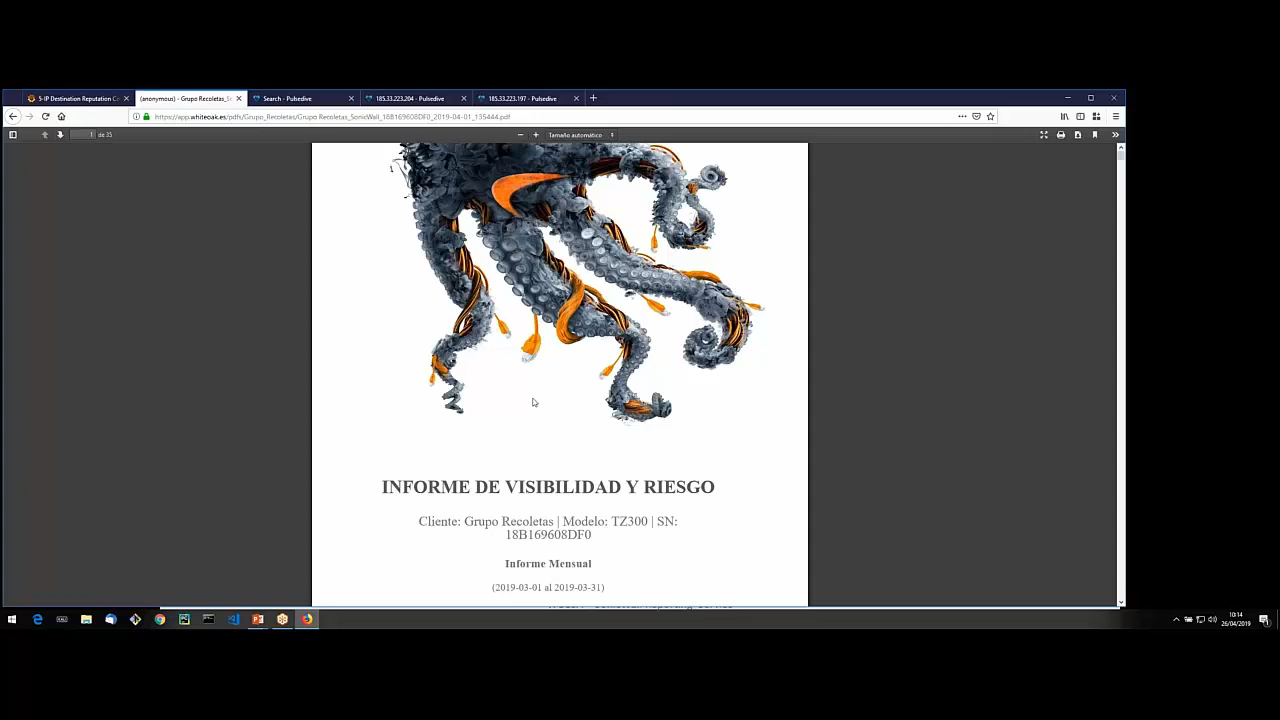 5-IP Destination Reputation C
(anonymous) - Grupo Recoletas_S
Search - Pulsedive
185.33.223.204 - Pulsedive
185.33.223.197 - Pulsedive
https://app.whiteoak.es/pdfs/Grupo_Recoletas/Grupo Recoletas_SonicWall_18B169608DF0_2019-04-01_135444.pdf
1 de 35
Tamaño automático
INFORME DE VISIBILIDAD Y RIESGO
Cliente: Grupo Recoletas | Modelo: TZ300 | SN:
18B169608DF0
Informe Mensual
(2019-03-01 al 2019-03-31)
10:14
26/04/2019